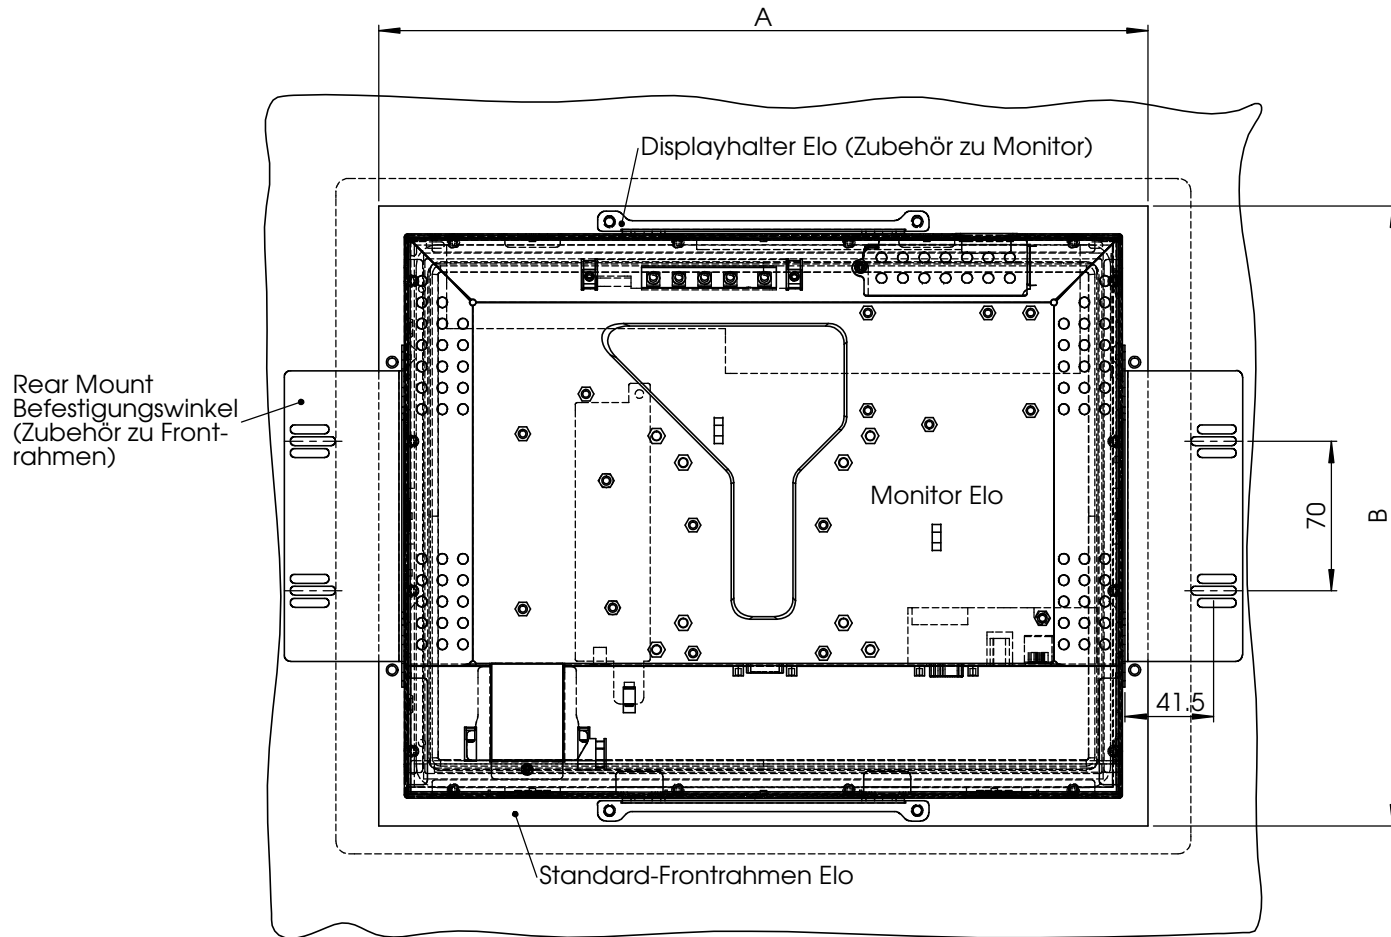 A
Displayhalter Elo (Zubehör zu Monitor)
Rear Mount
Befestigungswinkel
(Zubehör zu Front-
rahmen)
Monitor Elo
70
B
41.5
Standard-Frontrahmen Elo